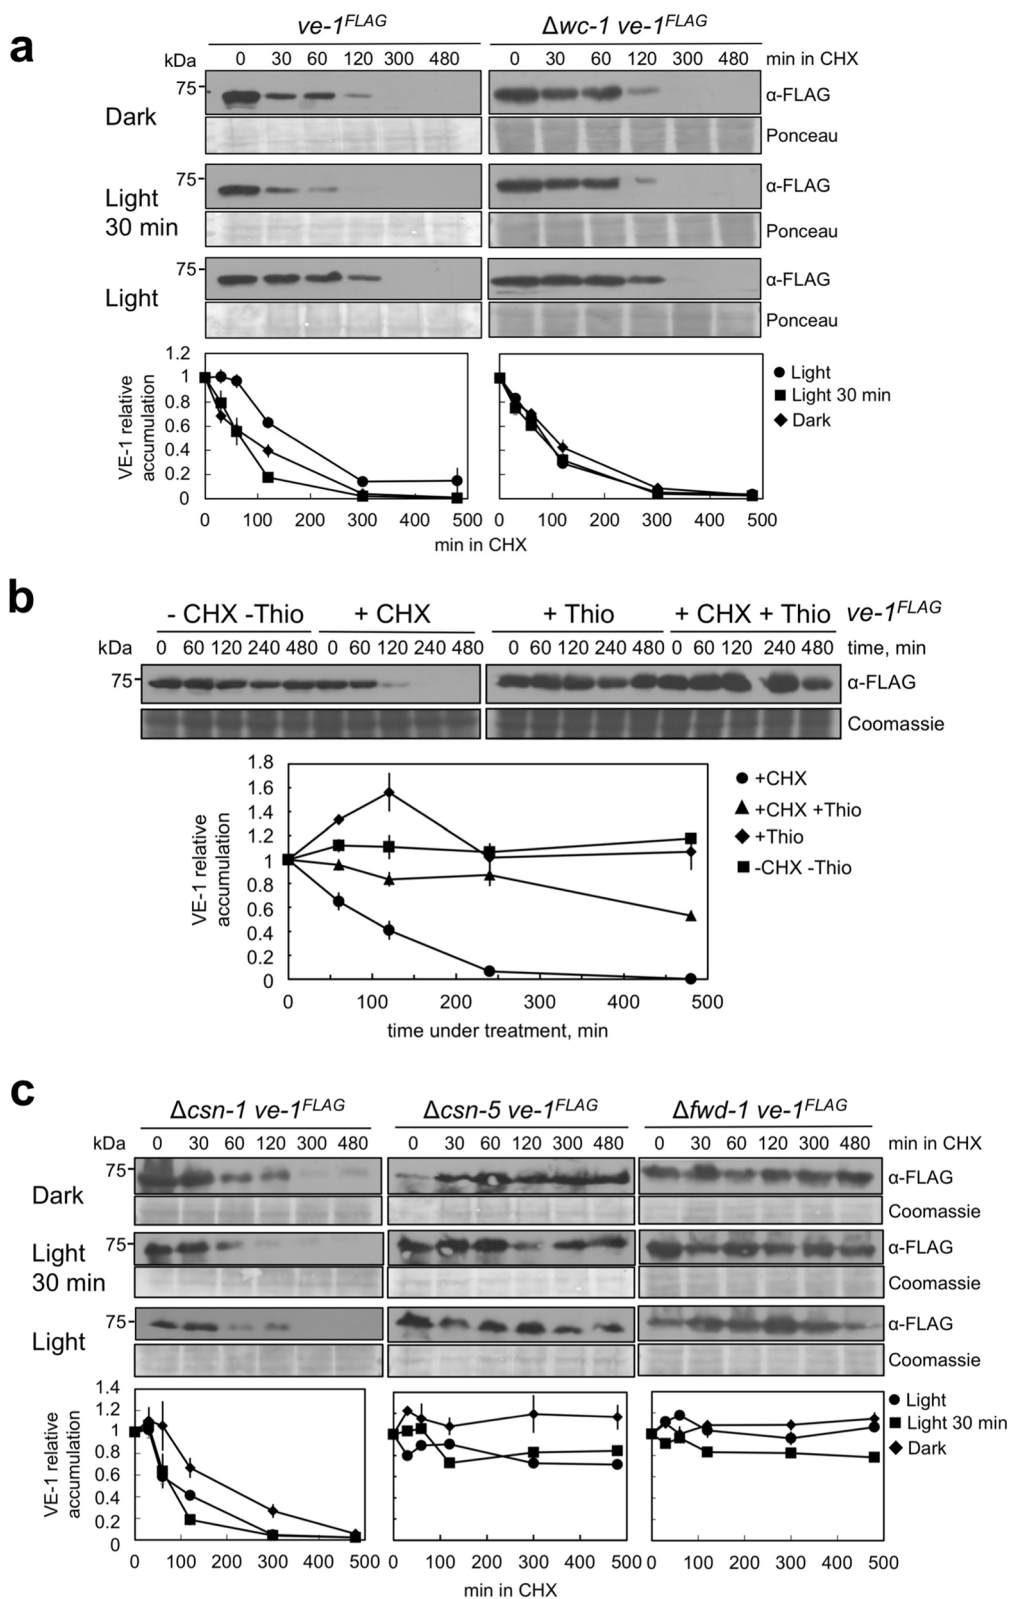 a
ve-1FLAG Δwc-1 ve-1FLAG
kDa 0 30 60 120 300 480 0 30 60 120 300 480 min in CHX
75 α-FLAG
Dark
Ponceau
75 α-FLAG
Light
30 min
Ponceau
75 α-FLAG
Light
Ponceau
VE-1 relative
accumulation
1.2
1
0.8
0.6
0.4
0.2
0
0 100 200 300 400 500 0 100 200 300 400 500
min in CHX
Light
Light 30 min
Dark
b
- CHX -Thio + CHX + Thio + CHX + Thio ve-1FLAG
kDa 0 60 120 240 480 0 60 120 240 480 0 60 120 240 480 0 60 120 240 480 time, min
75 α-FLAG
Coomassie
VE-1 relative
accumulation
1.8
1.6
1.4
1.2
1
0.8
0.6
0.4
0.2
0
0 100 200 300 400 500
time under treatment, min
+CHX
+CHX +Thio
+Thio
-CHX -Thio
c
Δcsn-1 ve-1FLAG Δcsn-5 ve-1FLAG Δfwd-1 ve-1FLAG
kDa 0 30 60 120 300 480 0 30 60 120 300 480 0 30 60 120 300 480 min in CHX
75 α-FLAG
Dark
Coomassie
75 α-FLAG
Light
30 min
Coomassie
75 α-FLAG
Light
Coomassie
VE-1 relative
accumulation
1.4
1.2
1
0.8
0.6
0.4
0.2
0
0 100 200 300 400 500 0 100 200 300 400 500 0 100 200 300 400 500
min in CHX
Light
Light 30 min
Dark